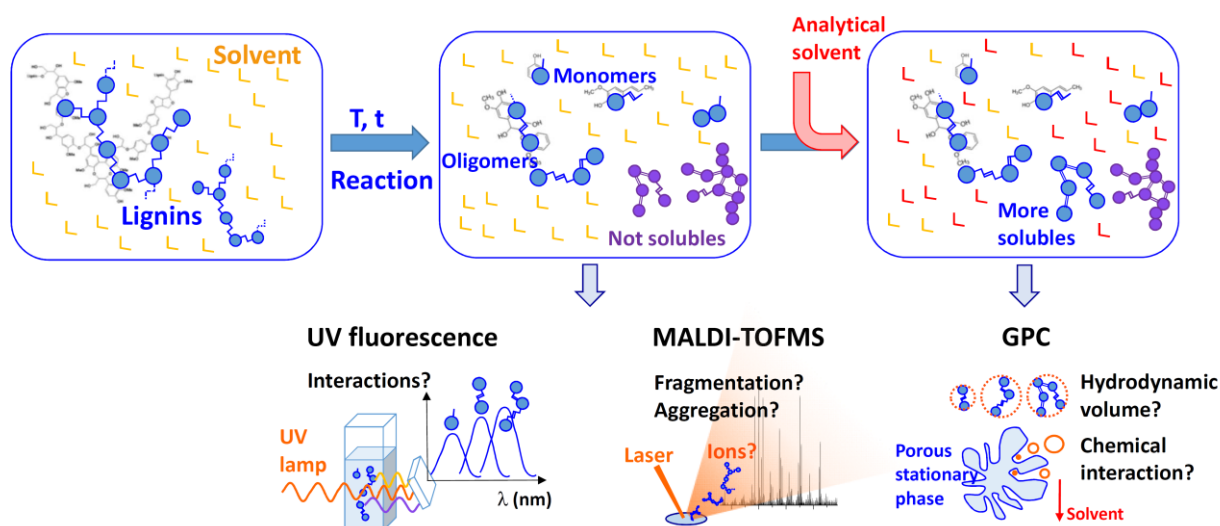 Solvent
Lignins
T, t
Reaction
Monomers
Oligomers
Not solubles
Analytical
solvent
More
solubles
UV fluorescence
Interactions?
UV
lamp
λ (nm)
MALDI-TOFMS
Fragmentation?
Aggregation?
Laser
Ions?
GPC
Hydrodynamic
volume?
Chemical
interaction?
Porous
stationary
phase
Solvent